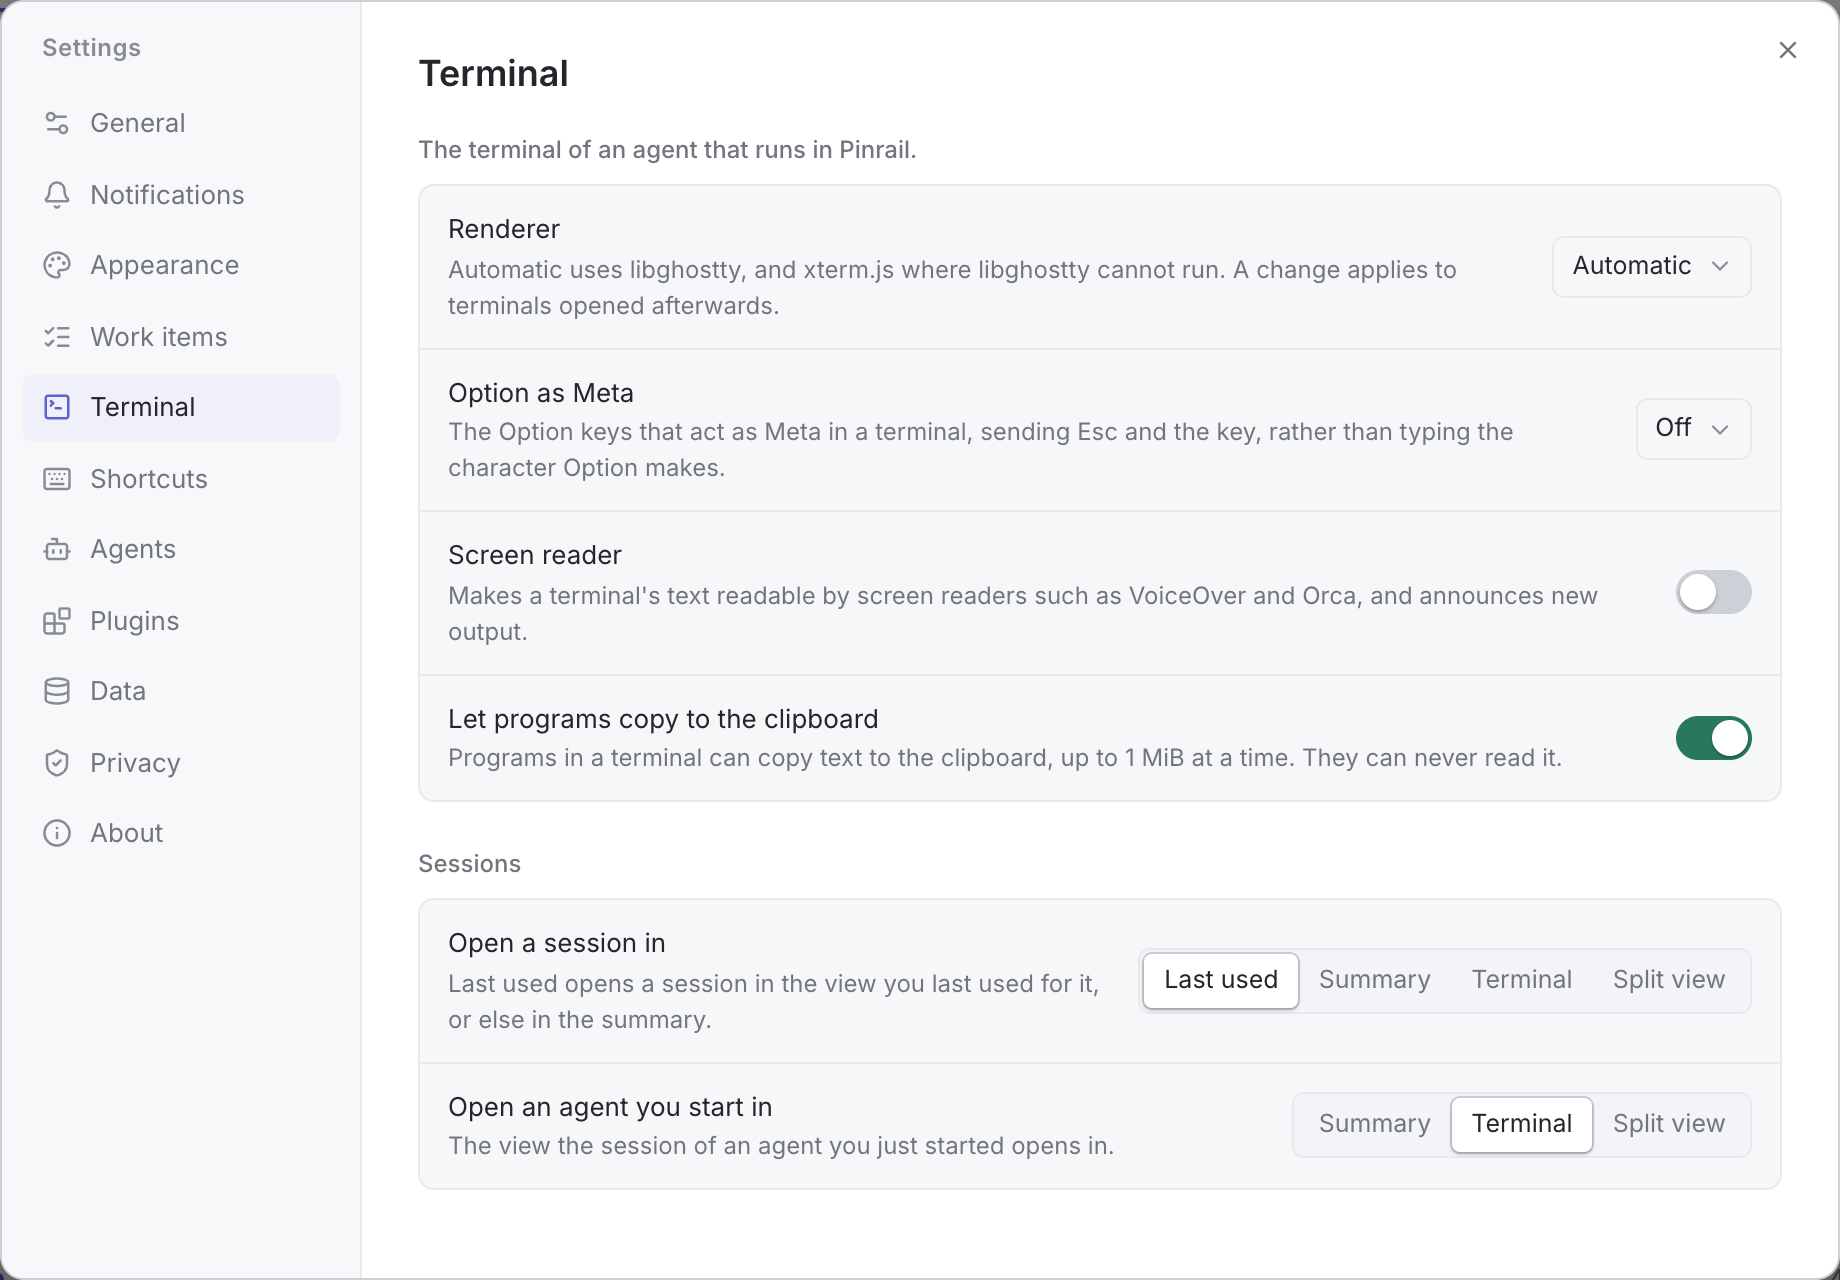 Settings
General
Notifications
Appearance
Work items
Terminal
Shortcuts
Agents
Plugins
Data
Privacy
About
Terminal
The terminal of an agent that runs in Pinrail.
Renderer
Automatic uses libghostty, and xterm.js where libghostty cannot run. A change applies to
terminals opened afterwards.
Automatic
Option as Meta
The Option keys that act as Meta in a terminal, sending Esc and the key, rather than typing the
character Option makes.
Off
Screen reader
Makes a terminal's text readable by screen readers such as VoiceOver and Orca, and announces new
output.
Let programs copy to the clipboard
Programs in a terminal can copy text to the clipboard, up to 1 MiB at a time. They can never read it.
Sessions
Open a session in
Last used opens a session in the view you last used for it,
or else in the summary.
Last used Summary Terminal Split view
Open an agent you start in
The view the session of an agent you just started opens in.
Summary Terminal Split view